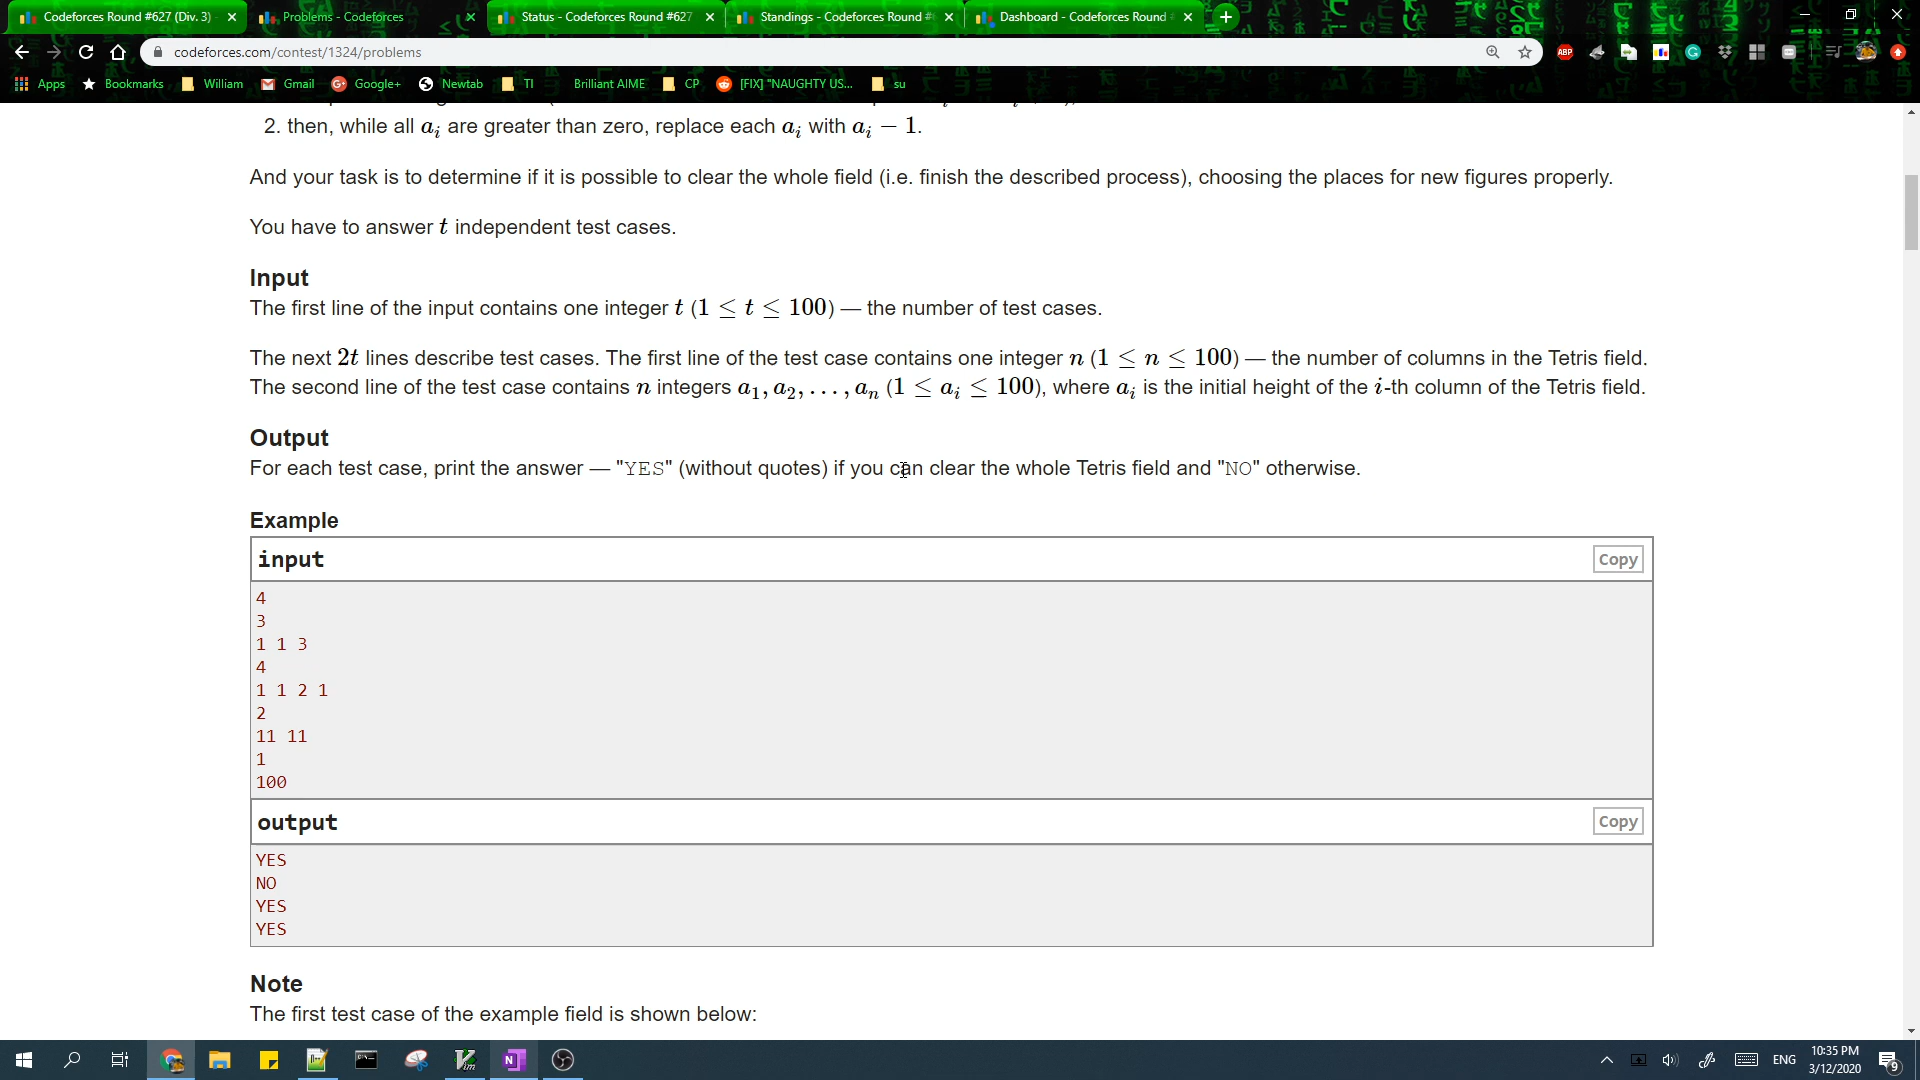 Codeforces Round #627 (Div. 3)
Problems - Codeforces
Status - Codeforces Round #627
Standings - Codeforces Round #
Dashboard - Codeforces Round
codeforces.com/contest/1324/problems
Apps Bookmarks William Gmail Google+ Newtab TI Brilliant AIME CP [FIX] "NAUGHTY US... su
2. then, while all aᵢ are greater than zero, replace each aᵢ with aᵢ − 1.
And your task is to determine if it is possible to clear the whole field (i.e. finish the described process), choosing the places for new figures properly.
You have to answer t independent test cases.
Input
The first line of the input contains one integer t (1 ≤ t ≤ 100) — the number of test cases.
The next 2t lines describe test cases. The first line of the test case contains one integer n (1 ≤ n ≤ 100) — the number of columns in the Tetris field.
The second line of the test case contains n integers a₁, a₂, . . . , aₙ (1 ≤ aᵢ ≤ 100), where aᵢ is the initial height of the i-th column of the Tetris field.
Output
For each test case, print the answer — "YES" (without quotes) if you can clear the whole Tetris field and "NO" otherwise.
Example
input Copy
4
3
1 1 3
4
1 1 2 1
2
11 11
1
100
output Copy
YES
NO
YES
YES
Note
The first test case of the example field is shown below:
ENG
10:35 PM
3/12/2020
9